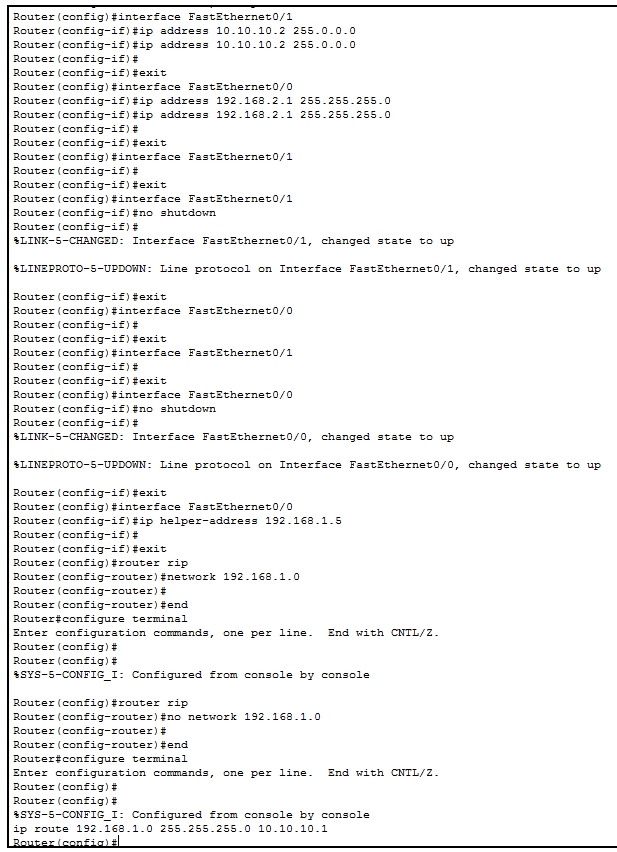 Router(config)#interface FastEthernet0/1
Router(config-if)#ip address 10.10.10.2 255.0.0.0
Router(config-if)#ip address 10.10.10.2 255.0.0.0
Router(config-if)#
Router(config-if)#exit
Router(config)#interface FastEthernet0/0
Router(config-if)#ip address 192.168.2.1 255.255.255.0
Router(config-if)#ip address 192.168.2.1 255.255.255.0
Router(config-if)#
Router(config-if)#exit
Router(config)#interface FastEthernet0/1
Router(config-if)#
Router(config-if)#exit
Router(config)#interface FastEthernet0/1
Router(config-if)#no shutdown
Router(config-if)#
%LINK-5-CHANGED: Interface FastEthernet0/1, changed state to up

%LINEPROTO-5-UPDOWN: Line protocol on Interface FastEthernet0/1, changed state to up

Router(config-if)#exit
Router(config)#interface FastEthernet0/0
Router(config-if)#
Router(config-if)#exit
Router(config)#interface FastEthernet0/1
Router(config-if)#
Router(config-if)#exit
Router(config)#interface FastEthernet0/0
Router(config-if)#no shutdown
Router(config-if)#
%LINK-5-CHANGED: Interface FastEthernet0/0, changed state to up

%LINEPROTO-5-UPDOWN: Line protocol on Interface FastEthernet0/0, changed state to up

Router(config-if)#exit
Router(config)#interface FastEthernet0/0
Router(config-if)#ip helper-address 192.168.1.5
Router(config-if)#
Router(config-if)#exit
Router(config)#router rip
Router(config-router)#network 192.168.1.0
Router(config-router)#
Router(config-router)#end
Router#configure terminal
Enter configuration commands, one per line.  End with CNTL/Z.
Router(config)#
Router(config)#
%SYS-5-CONFIG_I: Configured from console by console

Router(config)#router rip
Router(config-router)#no network 192.168.1.0
Router(config-router)#
Router(config-router)#end
Router#configure terminal
Enter configuration commands, one per line.  End with CNTL/Z.
Router(config)#
Router(config)#
%SYS-5-CONFIG_I: Configured from console by console
ip route 192.168.1.0 255.255.255.0 10.10.10.1
Router(config)#